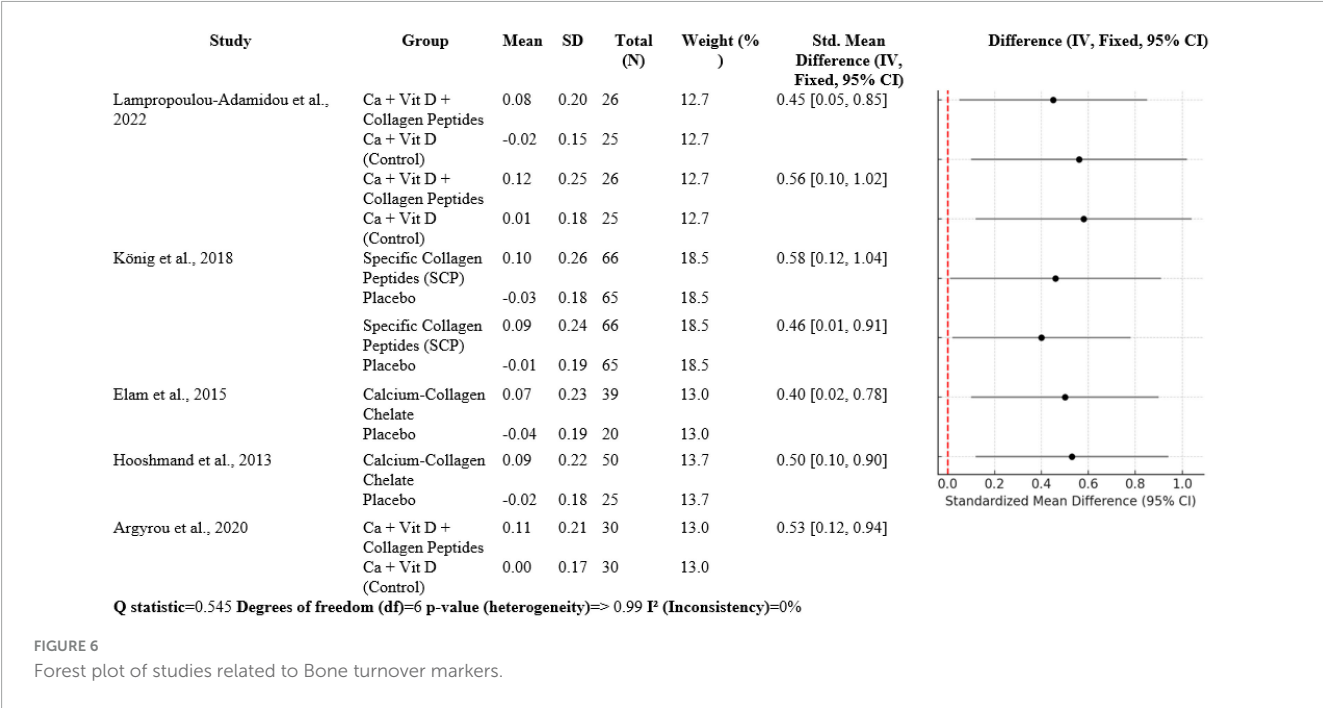 Study Group Mean SD Total (N) Weight (% ) Std. Mean Difference (IV, Fixed, 95% CI) Difference (IV, Fixed, 95% CI)
Lampropoulou-Adamidou et al., 2022 Ca + Vit D + Collagen Peptides 0.08 0.20 26 12.7 0.45 [0.05, 0.85]
Ca + Vit D (Control) -0.02 0.15 25 12.7
Ca + Vit D + Collagen Peptides 0.12 0.25 26 12.7 0.56 [0.10, 1.02]
Ca + Vit D (Control) 0.01 0.18 25 12.7
König et al., 2018 Specific Collagen Peptides (SCP) 0.10 0.26 66 18.5 0.58 [0.12, 1.04]
Placebo -0.03 0.18 65 18.5
Specific Collagen Peptides (SCP) 0.09 0.24 66 18.5 0.46 [0.01, 0.91]
Placebo -0.01 0.19 65 18.5
Elam et al., 2015 Calcium-Collagen Chelate 0.07 0.23 39 13.0 0.40 [0.02, 0.78]
Placebo -0.04 0.19 20 13.0
Hooshmand et al., 2013 Calcium-Collagen Chelate 0.09 0.22 50 13.7 0.50 [0.10, 0.90]
Placebo -0.02 0.18 25 13.7
Argyrou et al., 2020 Ca + Vit D + Collagen Peptides 0.11 0.21 30 13.0 0.53 [0.12, 0.94]
Ca + Vit D (Control) 0.00 0.17 30 13.0
0.0 0.2 0.4 0.6 0.8 1.0
Standardized Mean Difference (95% CI)
Q statistic=0.545 Degrees of freedom (df)=6 p-value (heterogeneity)=> 0.99 I² (Inconsistency)=0%
FIGURE 6
Forest plot of studies related to Bone turnover markers.